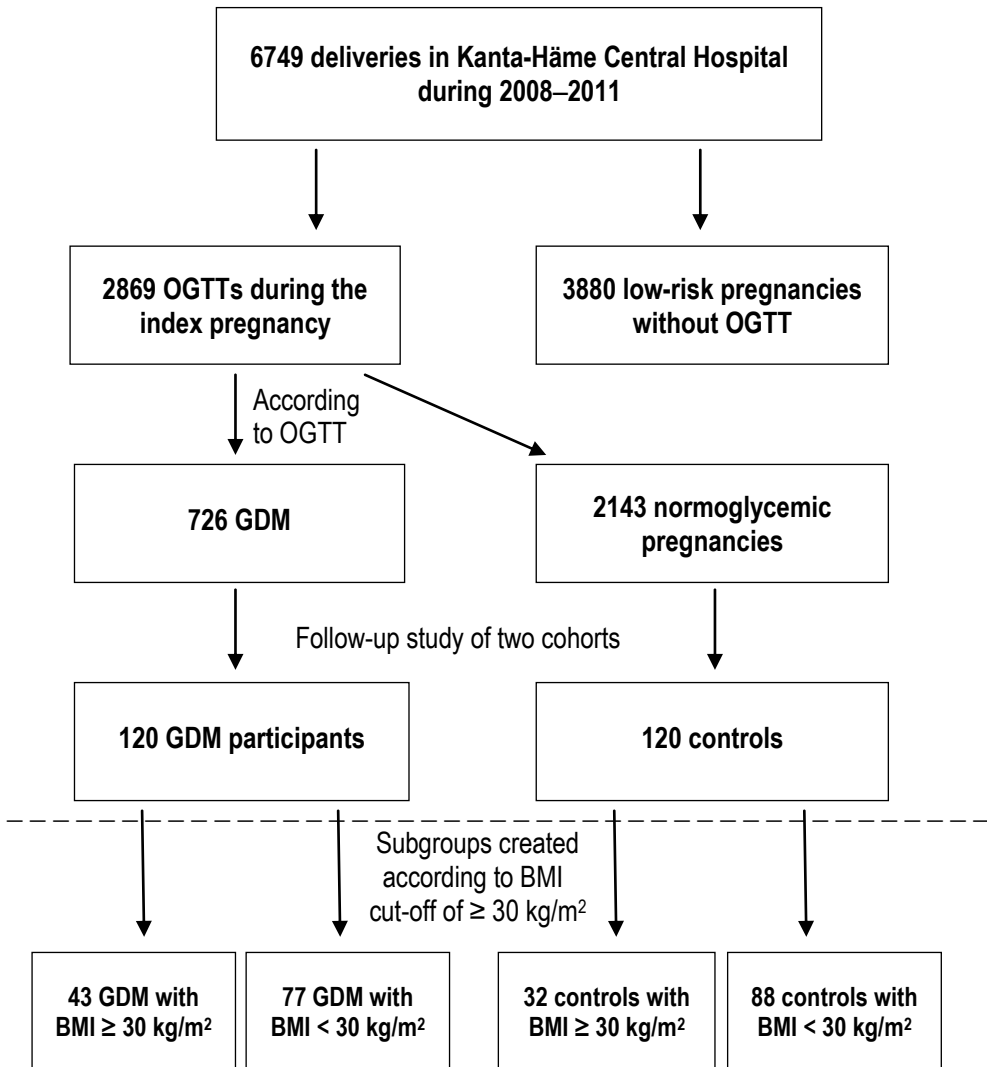 6749 deliveries in Kanta-Häme Central Hospital
during 2008–2011
2869 OGTTs during the
index pregnancy
3880 low-risk pregnancies
without OGTT
According
to OGTT
726 GDM
2143 normoglycemic
pregnancies
Follow-up study of two cohorts
120 GDM participants
120 controls
Subgroups created
according to BMI
cut-off of ≥ 30 kg/m²
43 GDM with
BMI ≥ 30 kg/m²
77 GDM with
BMI < 30 kg/m²
32 controls with
BMI ≥ 30 kg/m²
88 controls with
BMI < 30 kg/m²